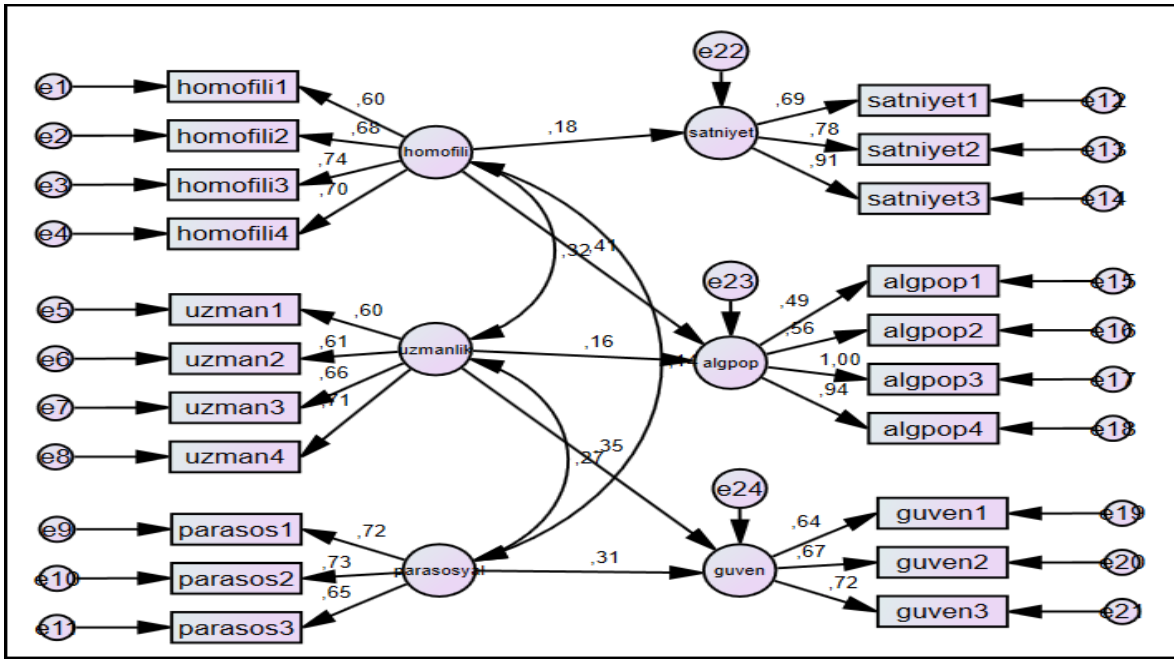 e22
e1
homofili1
,60
,69
satniyet1
e12
e2
homofili2
,68
,18
,78
satniyet2
e13
homofili
satniyet
,74
,91
e3
homofili3
,70
satniyet3
e14
e4
homofili4
,32
,41
e23
algpop1
e15
e5
uzman1
,60
,49
,56
algpop2
e16
uzmanlik
,16
algpop
e6
uzman2
,61
,14
1,00
algpop3
e17
,66
,94
e7
uzman3
,71
algpop4
e18
,35
e8
uzman4
,27
e24
e9
parasos1
,72
,64
guven1
e19
,73
,31
,67
e10
parasos2
parasosyal
guven
guven2
e20
,65
,72
e11
parasos3
guven3
e21